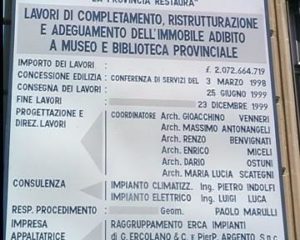 "LA PROVINCIA RESTAURA"
LAVORI DI COMPLETAMENTO, RISTRUTTURAZIONE
E ADEGUAMENTO DELL'IMMOBILE ADIBITO
A MUSEO E BIBLIOTECA PROVINCIALE
IMPORTO DEI LAVORI £. 2.072.664.719
CONCESSIONE EDILIZIA : CONFERENZA DI SERVIZI DEL 3 MARZO 1998
CONSEGNA DEI LAVORI 25 GIUGNO 1999
FINE LAVORI 23 DICEMBRE 1999
PROGETTAZIONE E COORDINATORE Arch. GIOACCHINO VENNERI
DIREZ. LAVORI Arch. MASSIMO ANTONANGELI
Arch. RENZO BENVIGNATI
Arch. ENRICO MICELI
Arch. DARIO OSTUNI
Arch. MARIA LUCIA SCATEGNI
CONSULENZA IMPIANTO CLIMATIZZ. Ing. PIETRO INDOLFI
IMPIANTO ELETTRICO Ing. LUIGI LUCA
RESP. PROCEDIMENTO Geom. PAOLO MARULLI
IMPRESA RAGGRUPPAMENTO ERCA IMPIANTI
APPALTATRICE di G. ERCOLANO & C. e PierP. ARGENTO S.n.c.